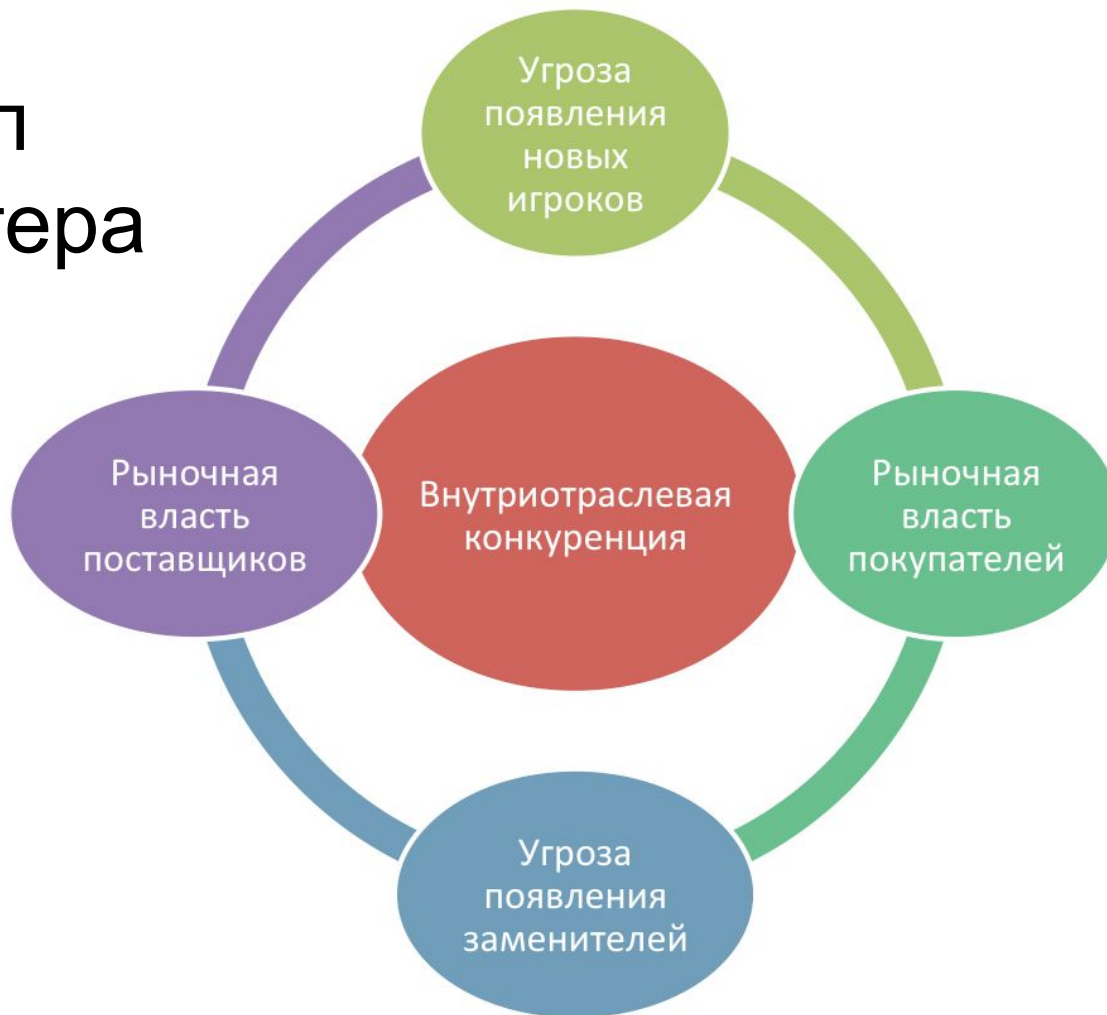 п
тера
Угроза
появления
новых
игроков
Рыночная
власть
поставщиков
Внутриотраслевая
конкуренция
Рыночная
власть
покупателей
Угроза
появления
заменителей